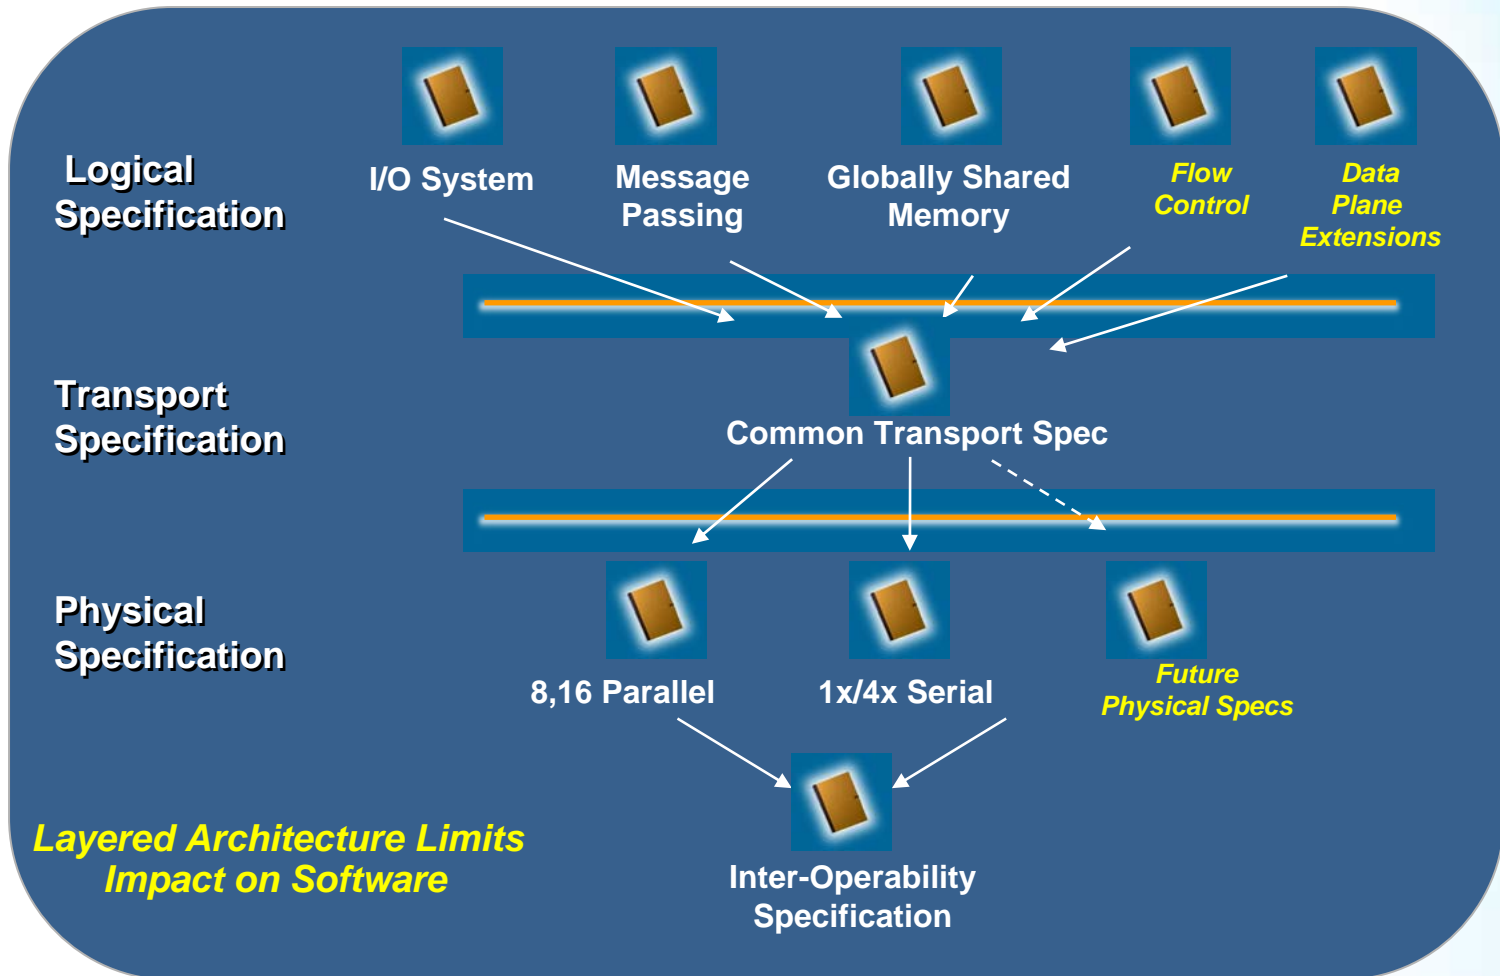 Logical
Specification
I/O System
Message
Passing
Globally Shared
Memory
Flow
Control
Data
Plane
Extensions
Transport
Specification
Common Transport Spec
Physical
Specification
8,16 Parallel
1x/4x Serial
Future
Physical Specs
Layered Architecture Limits
Impact on Software
Inter-Operability
Specification